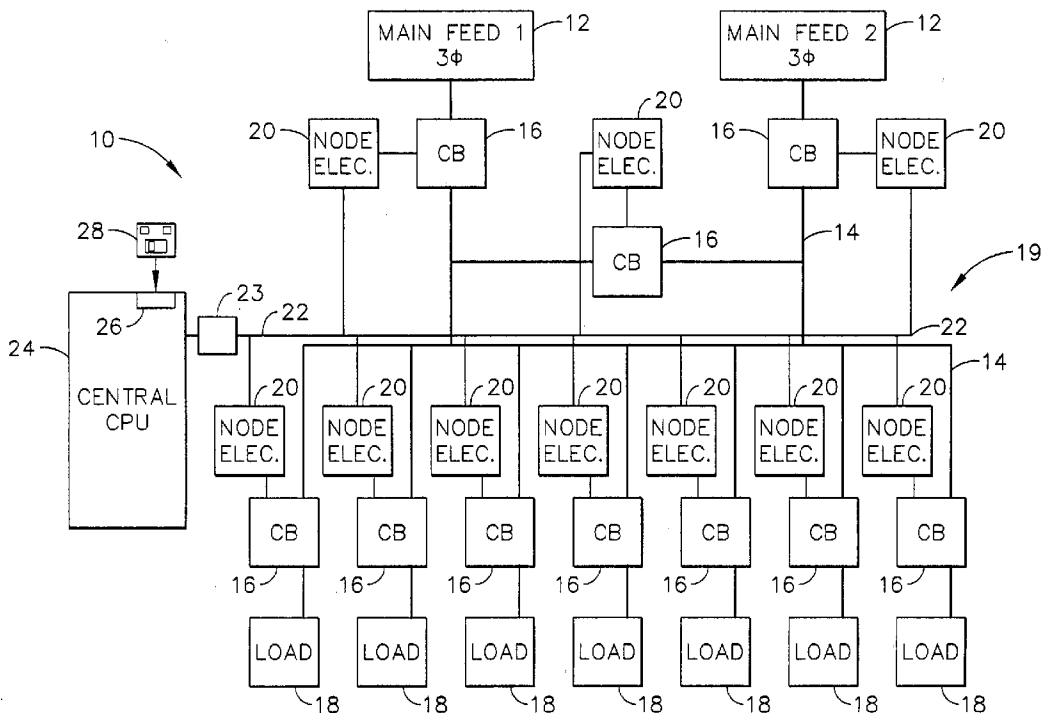 MAIN FEED 1
3Φ
12
MAIN FEED 2
3Φ
12
20
NODE
ELEC.
CB
16
20
NODE
ELEC.
16
CB
20
NODE
ELEC.
10
CB
16
14
19
28
26
23
22
22
24
CENTRAL
CPU
14
20
NODE
ELEC.
20
NODE
ELEC.
20
NODE
ELEC.
20
NODE
ELEC.
20
NODE
ELEC.
20
NODE
ELEC.
20
NODE
ELEC.
CB
CB
CB
CB
CB
CB
CB
16
16
16
16
16
16
16
LOAD
LOAD
LOAD
LOAD
LOAD
LOAD
LOAD
18
18
18
18
18
18
18